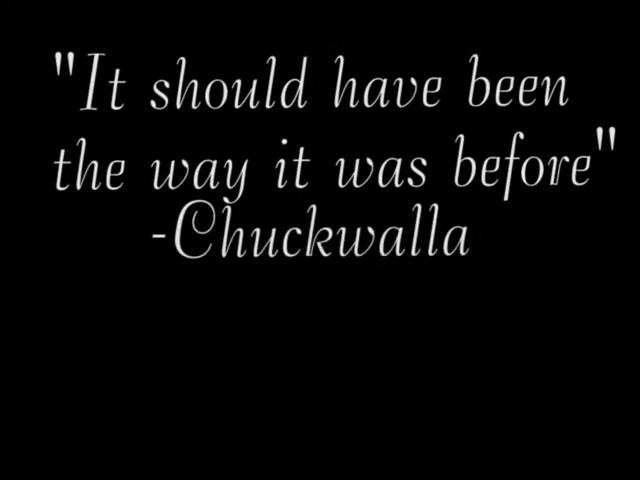 "It should have been
the way it was before"
-Chuckwalla